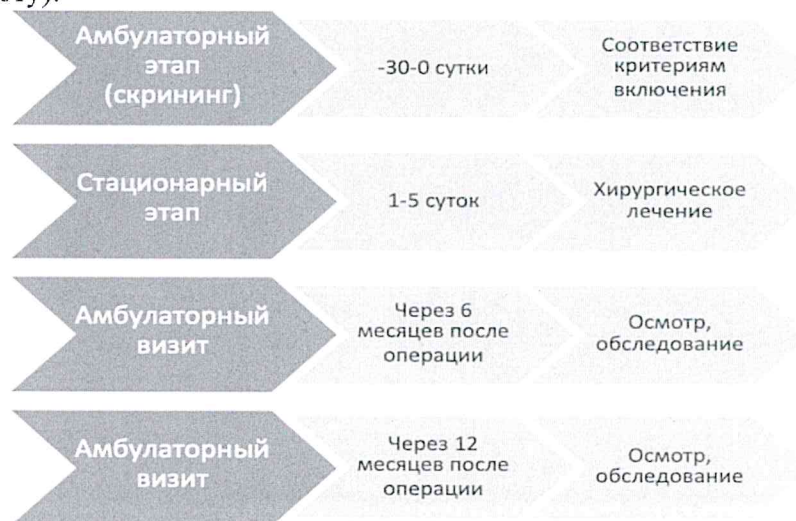 Амбулаторный
этап
(скрининг)
-30-0 сутки
Соответствие
критериям
включения
Стационарный
этап
1-5 суток
Хирургическое
лечение
Амбулаторный
визит
Через 6
месяцев после
операции
Осмотр,
обследование
Амбулаторный
визит
Через 12
месяцев после
операции
Осмотр,
обследование